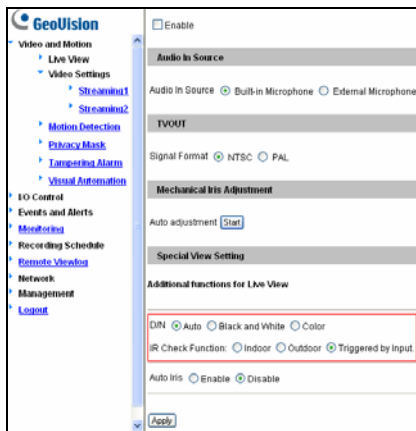 GeoVision
Video and Motion
Live View
Video Settings
Streaming1
Streaming2
Motion Detection
Privacy Mask
Tampering Alarm
Visual Automation
I/O Control
Events and Alerts
Monitoring
Recording Schedule
Remote Viewlog
Network
Management
Logout
Enable
Audio In Source
Audio In Source Built-in Microphone External Microphone
TVOUT
Signal Format NTSC PAL
Mechanical Iris Adjustment
Auto adjustment Start
Special View Setting
Additional functions for Live View
D/N Auto Black and White Color
IR Check Function: Indoor Outdoor Triggered by Input.
Auto Iris Enable Disable
Apply